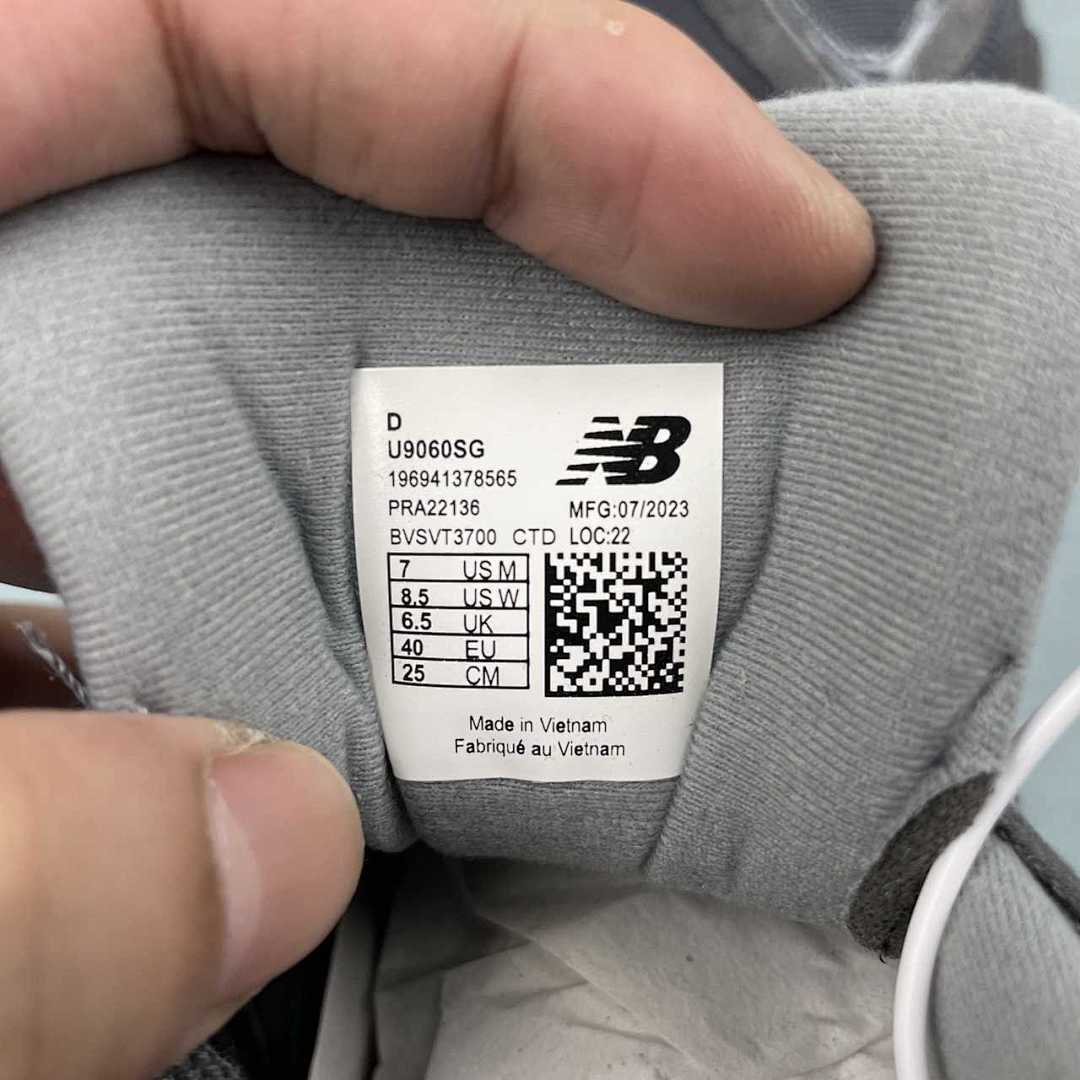 D
U9060SG
196941378565
PRA22136
BVSVT3700 CTD
NB
MFG:07/2023
LOC:22
7 US M
8.5 US W
6.5 UK
40 EU
25 CM
Made in Vietnam
Fabriqué au Vietnam